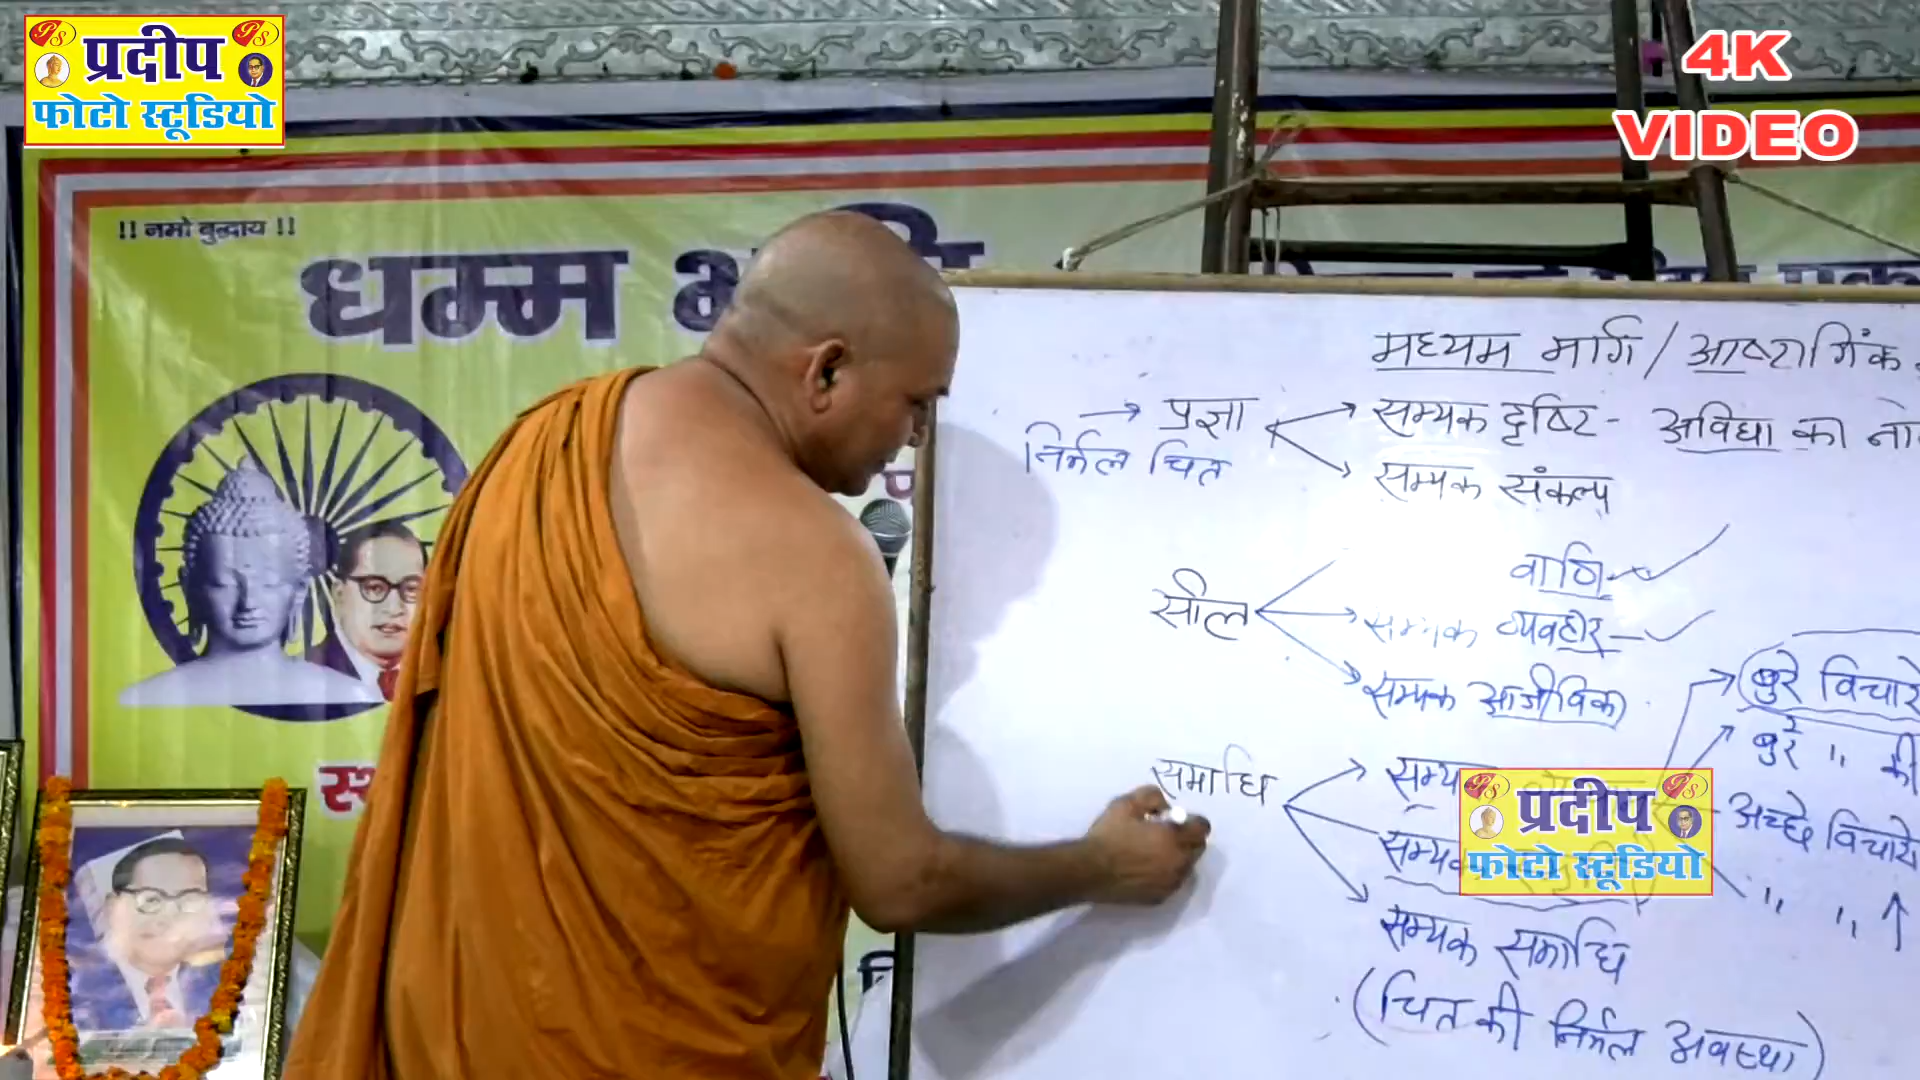 प्रदीप
फोटो स्टूडियो
4K
VIDEO
!! नमो बुद्धाय !!
धम्म
मध्यम मार्ग / आष्टांगिक
→ प्रज्ञा
निर्मल चित
सम्यक दृष्टि - अविधा का
सम्यक संकल्प
सील
वाणि
सम्यक व्यवहार
सम्यक आजीविका
बुरे विचारो
बुरे " की
समाधि
अच्छे विचारो
" "
सम्यक समाधि
(चित की निर्मल अवस्था)
प्रदीप
फोटो स्टूडियो